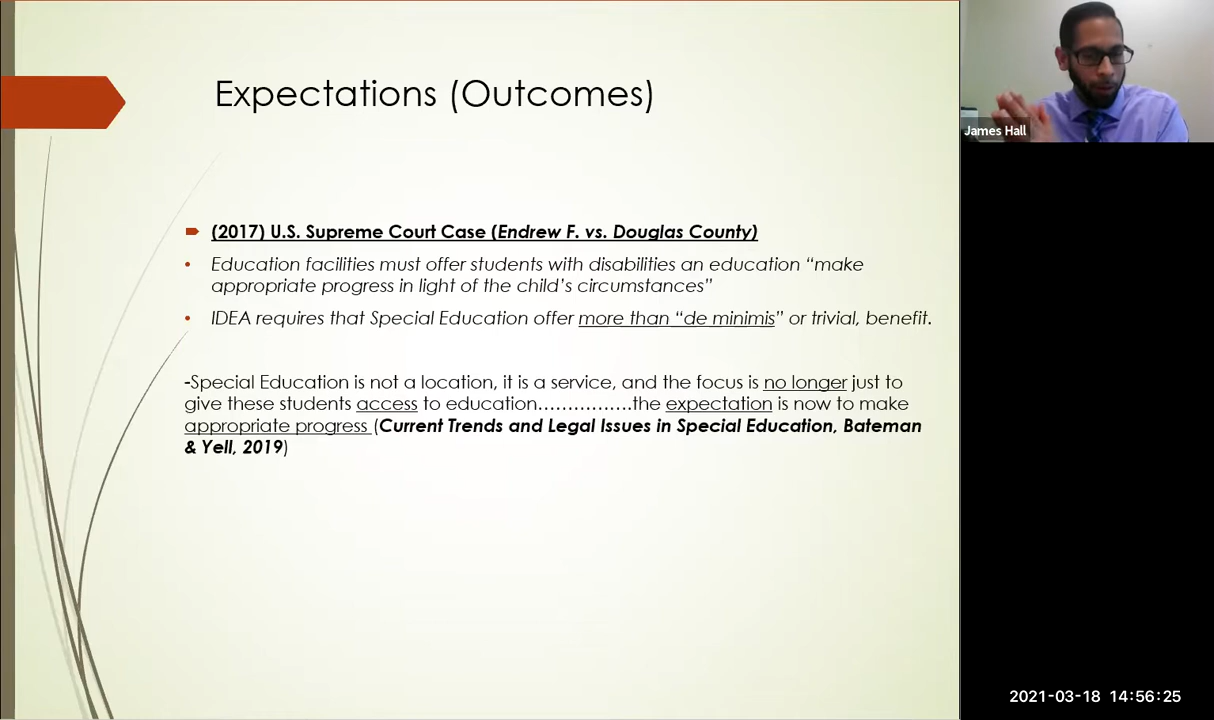 Expectations (Outcomes)
James Hall
(2017) U.S. Supreme Court Case (Endrew F. vs. Douglas County)
Education facilities must offer students with disabilities an education “make
appropriate progress in light of the child’s circumstances”
IDEA requires that Special Education offer more than “de minimis” or trivial, benefit.
-Special Education is not a location, it is a service, and the focus is no longer just to
give these students access to education…………….the expectation is now to make
appropriate progress (Current Trends and Legal Issues in Special Education, Bateman
& Yell, 2019)
2021-03-18 14:56:25